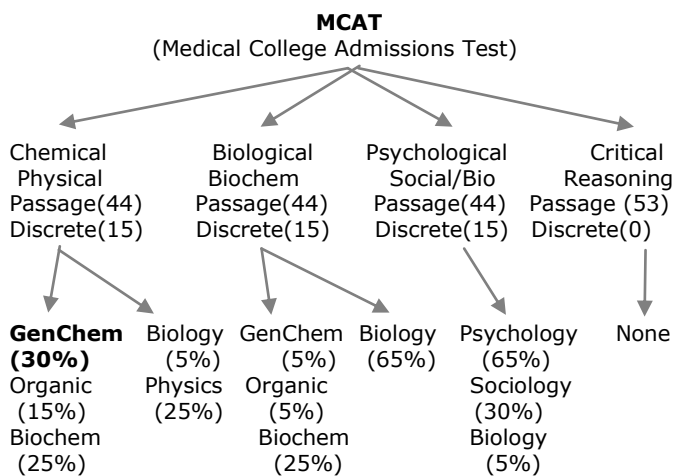 MCAT
(Medical College Admissions Test)
Chemical
Physical
Passage(44)
Discrete(15)
Biological
Biochem
Passage(44)
Discrete(15)
Psychological
Social/Bio
Passage(44)
Discrete(15)
Critical
Reasoning
Passage (53)
Discrete(0)
GenChem
(30%)
Organic
(15%)
Biochem
(25%)
Biology
(5%)
Physics
(25%)
GenChem
(5%)
Organic
(5%)
Biochem
(25%)
Biology
(65%)
Psychology
(65%)
Sociology
(30%)
Biology
(5%)
None